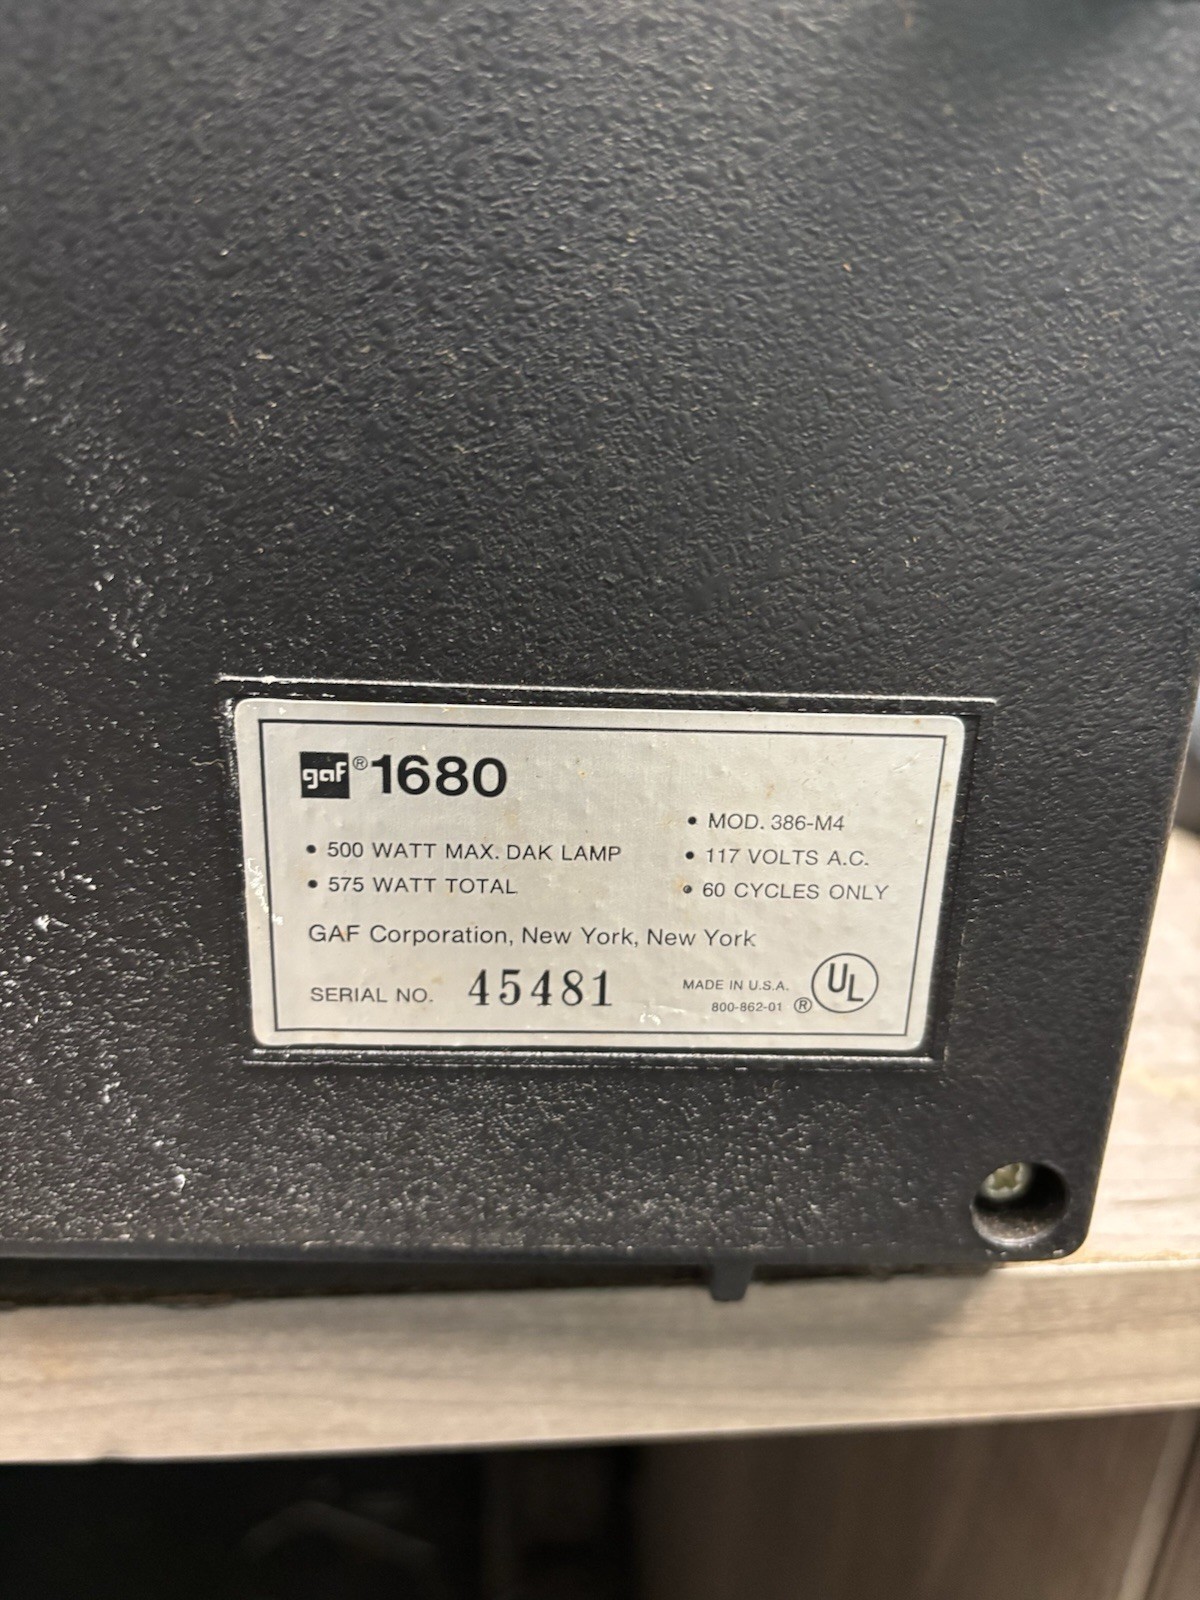 gaf® 1680
• 500 WATT MAX. DAK LAMP
• 575 WATT TOTAL
• MOD. 386-M4
• 117 VOLTS A.C.
• 60 CYCLES ONLY
GAF Corporation, New York, New York
SERIAL NO. 45481
MADE IN U.S.A.
800-862-01
® UL